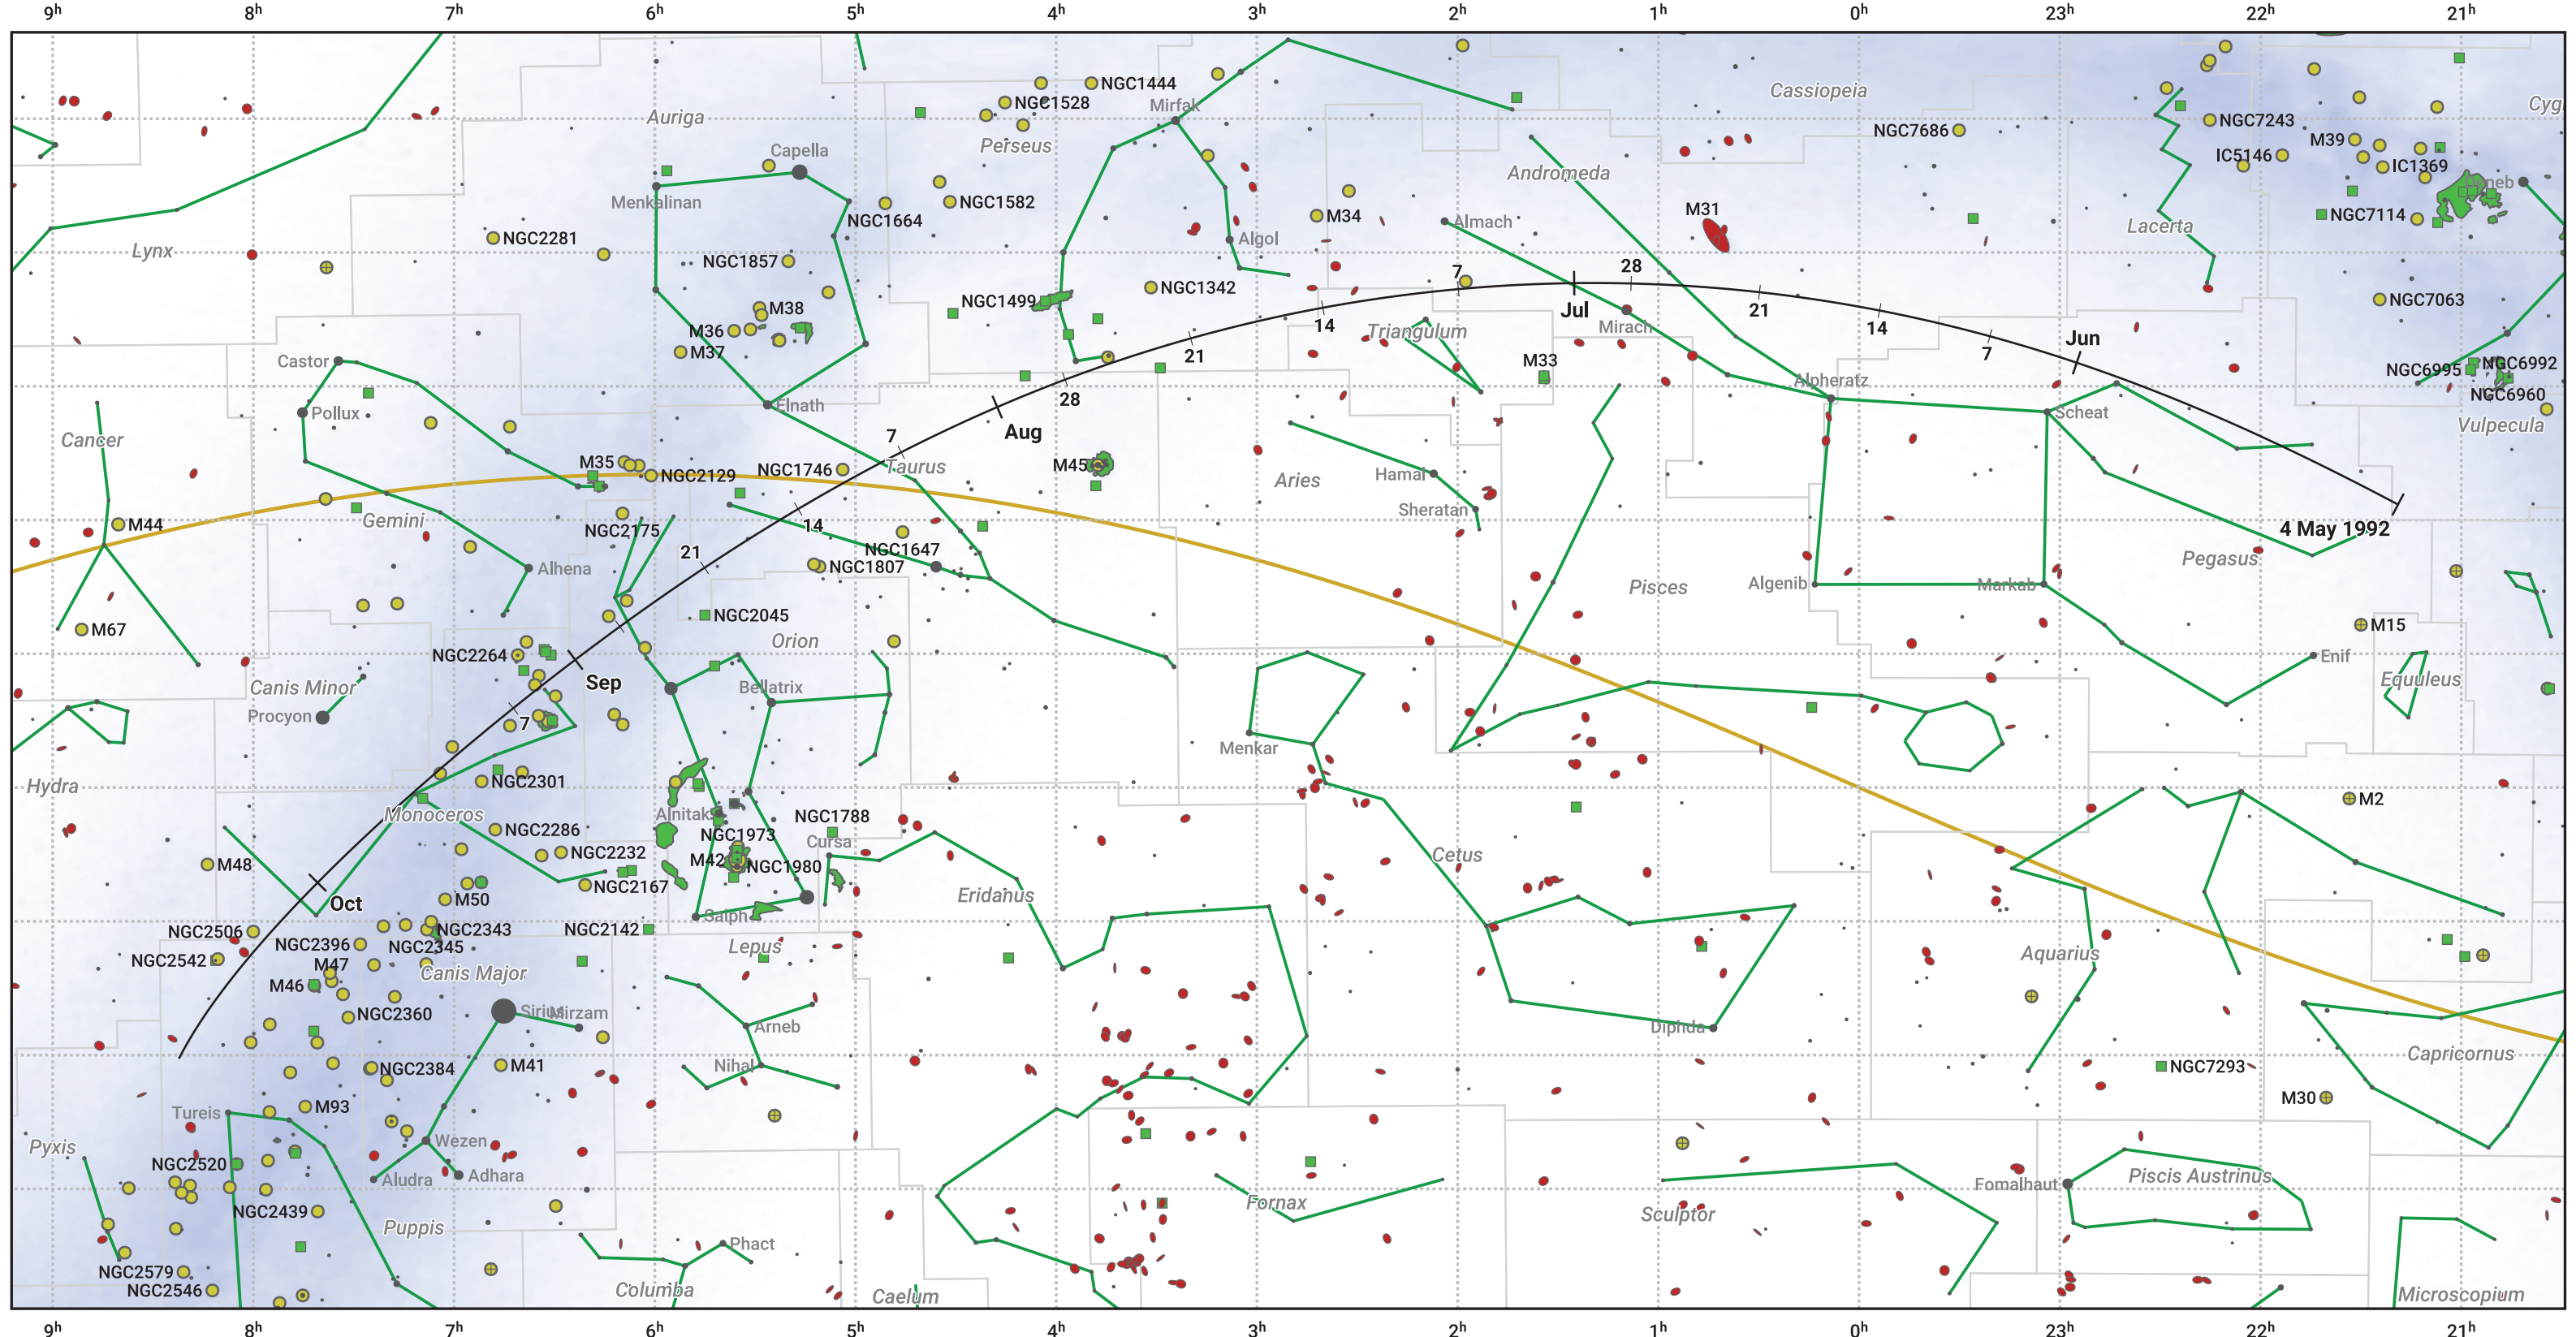 9h 8h 7h 6h 5h 4h 3h 2h 1h 0h 23h 22h 21h
NGC1444
Cassiopeia
NGC1528
Mirfak
Cyg
Auriga
NGC7243
NGC7686
Perseus
M39
Capella
IC5146
IC1369
Andromeda
neb
Menkalinan
NGC1582
M31
NGC1664
M34
Almach
NGC7114
Lacerta
NGC2281
Algol
Lynx
NGC1857
7
28
NGC1342
NGC1499
NGC7063
M38
Jul
21
M36
14
Triangulum
Mirach
14
Jun
M37
21
7
Castor
M33
NGC6995
NGC6992
Alpheratz
NGC6960
28
Elnath
Pollux
Scheat
Aug
Vulpecula
Cancer
7
M35
M45
Taurus
NGC1746
NGC2129
Hamal
Aries
Sheratan
Gemini
M44
14
4 May 1992
NGC2175
21
NGC1647
Pegasus
NGC1807
Alhena
Algenib
Markab
Pisces
NGC2045
M15
M67
Orion
NGC2264
Enif
Sep
Equuleus
Canis Minor
Bellatrix
Procyon
7
Menkar
NGC2301
Hydra
M2
Monoceros
Alnitak
NGC1788
NGC2286
NGC1973
Cursa
NGC2232
M42
NGC1980
Cetus
M48
NGC2167
Eridanus
M50
Oct
Saiph
NGC2506
NGC2343
NGC2142
NGC2396
NGC2345
Lepus
Aquarius
NGC2542
M47
Canis Major
M46
Sirius
Mirzam
NGC2360
Arneb
Diphda
Capricornus
M41
Nihal
NGC2384
NGC7293
M30
M93
Tureis
Wezen
Pyxis
NGC2520
Adhara
Aludra
Piscis Austrinus
Fomalhaut
Fornax
NGC2439
Sculptor
Puppis
Phact
NGC2579
NGC2546
Columba
Caelum
Microscopium
9h 8h 7h 6h 5h 4h 3h 2h 1h 0h 23h 22h 21h